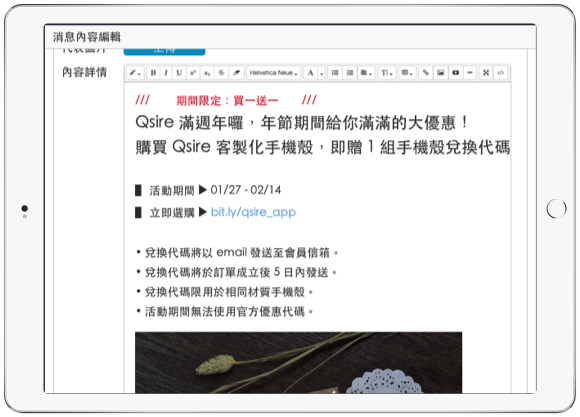 消息內容編輯
內容詳情
B I U x² x₂ S Helvetica Neue A TI
/// 期間限定：買一送一 ///
Qsire 滿週年囉，年節期間給你滿滿的大優惠！
購買 Qsire 客製化手機殼，即贈 1 組手機殼兌換代碼
▋ 活動期間 ▶ 01/27 - 02/14
▋ 立即選購 ▶ bit.ly/qsire_app
• 兌換代碼將以 email 發送至會員信箱。
• 兌換代碼將於訂單成立後 5 日內發送。
• 兌換代碼限用於相同材質手機殼。
• 活動期間無法使用官方優惠代碼。